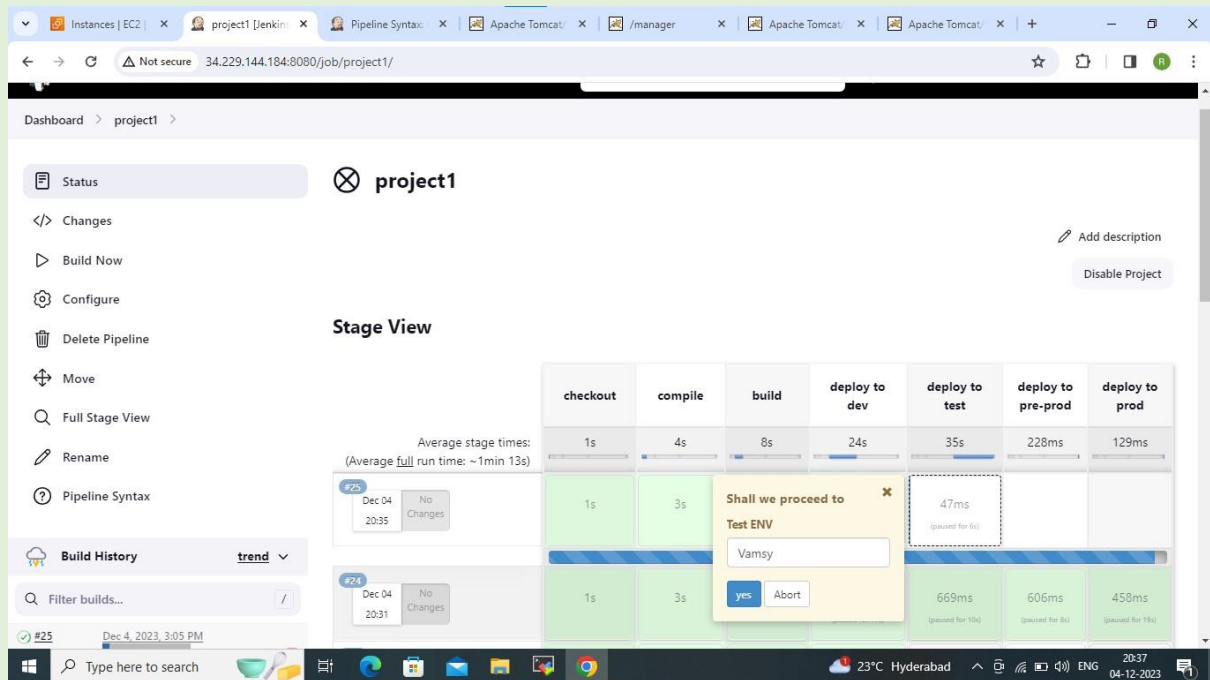 Instances | EC2 |
project1 [Jenkins
Pipeline Syntax:
Apache Tomcat/
/manager
Apache Tomcat/
Apache Tomcat/
Not secure 34.229.144.184:8080/job/project1/
R
Dashboard > project1 >
Status
project1
Changes
Add description
Build Now
Disable Project
Configure
Stage View
Delete Pipeline
Move
checkout compile build deploy to dev deploy to test deploy to pre-prod deploy to prod
Full Stage View
Average stage times: 1s 4s 8s 24s 35s 228ms 129ms
Rename
(Average full run time: ~1min 13s)
Pipeline Syntax
#25
Dec 04 20:35 No Changes 1s 3s 47ms (paused for 6s)
Shall we proceed to
Test ENV
Vamsy
yes Abort
Build History trend
Filter builds... /
#24
Dec 04 20:31 No Changes 1s 3s 669ms (paused for 10s) 606ms (paused for 8s) 458ms (paused for 19s)
#25 Dec 4, 2023, 3:05 PM
Type here to search
23°C Hyderabad ENG 20:37
04-12-2023